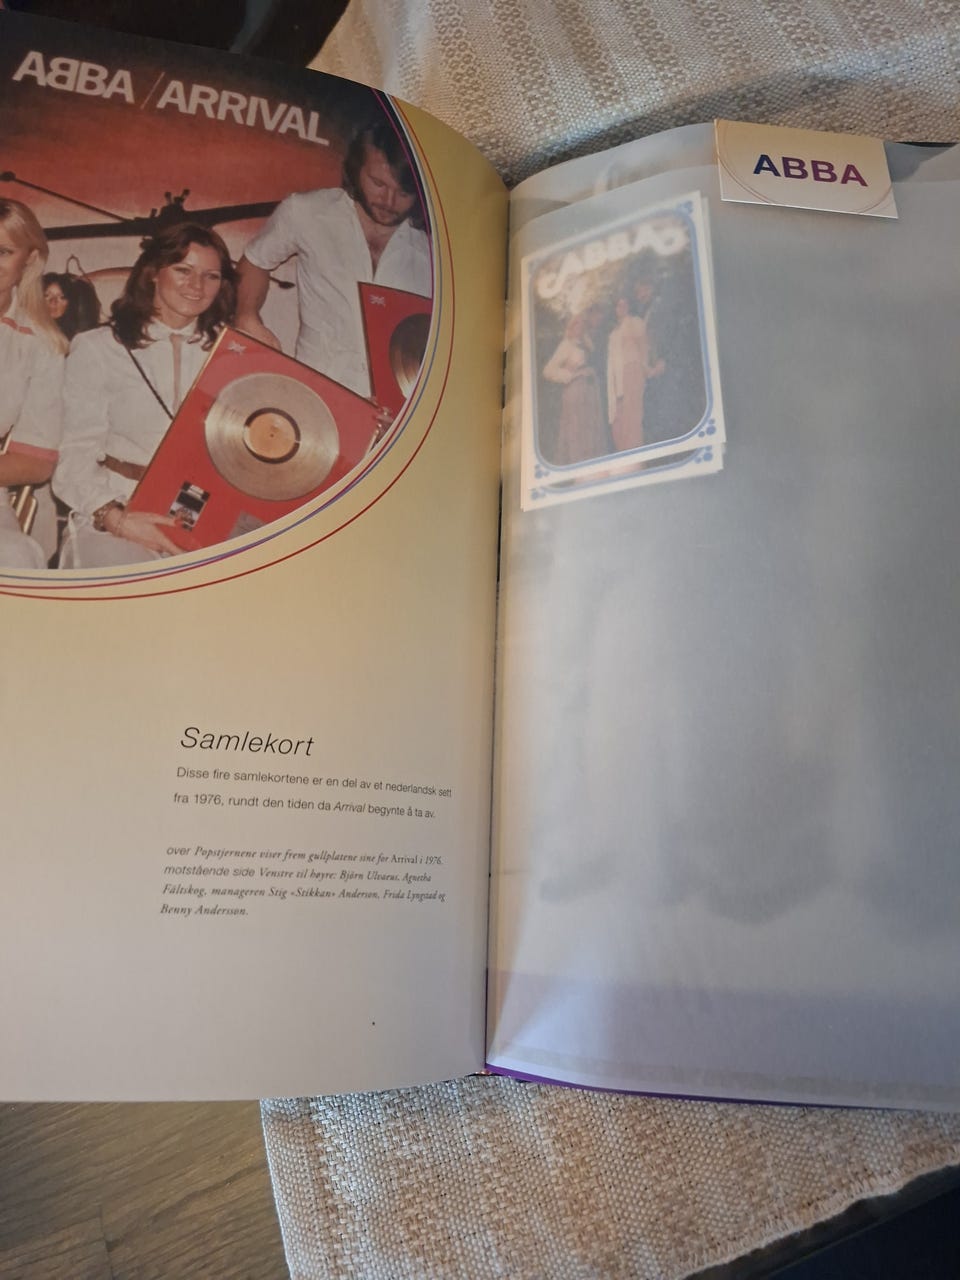 AᗺBA/ARRIVAL
ABBA
ABBA
Samlekort
Disse fire samlekortene er en del av et nederlandsk sett
fra 1976, rundt den tiden da Arrival begynte å ta av.
over Popstjernene viser frem gullplatene sine for Arrival i 1976.
motstående side Venstre til høyre: Björn Ulvaeus, Agnetha
Fältskog, manageren Stig «Stikkan» Anderson, Frida Lyngstad og
Benny Andersson.